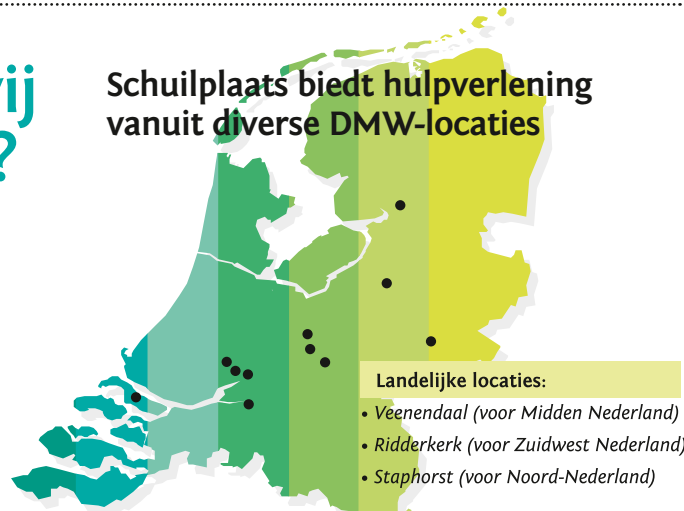 ij
?
Schuilplaats biedt hulpverlening
vanuit diverse DMW-locaties
Landelijke locaties:
• Veenendaal (voor Midden Nederland)
• Ridderkerk (voor Zuidwest Nederland)
• Staphorst (voor Noord-Nederland)